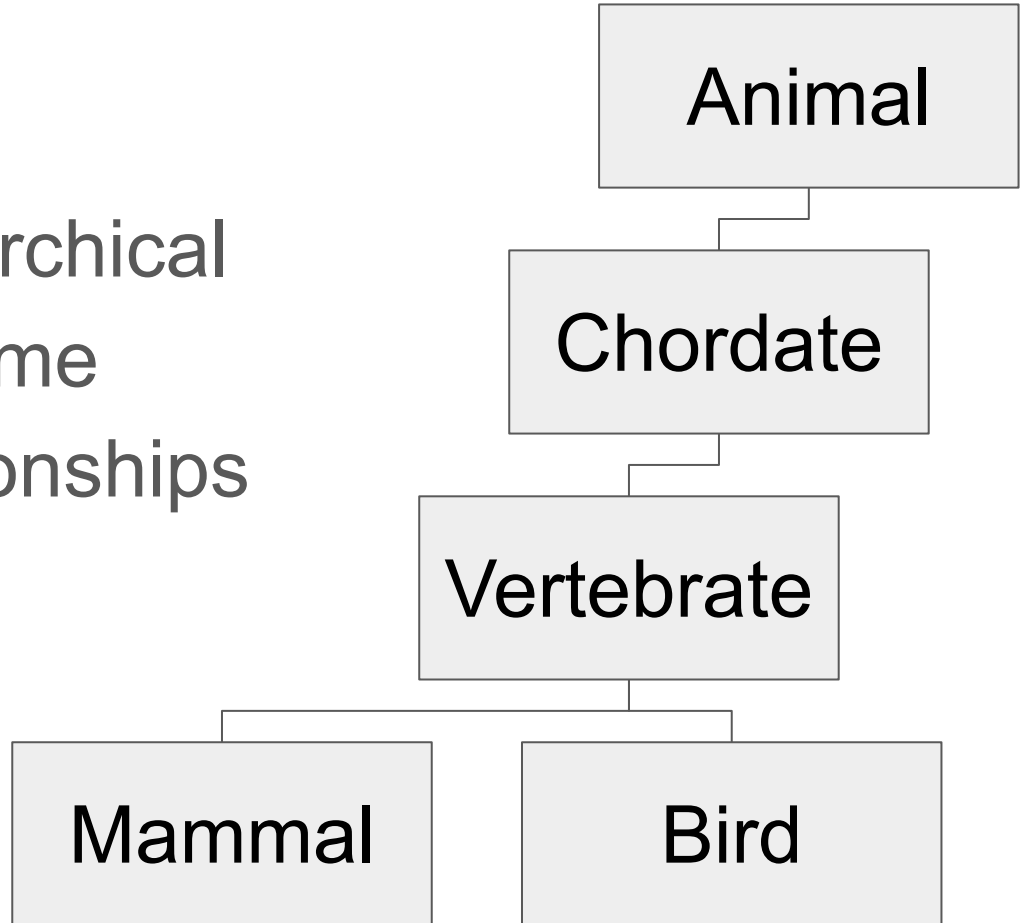 Animal
rchical
Chordate
me
onships
Vertebrate
Mammal
Bird